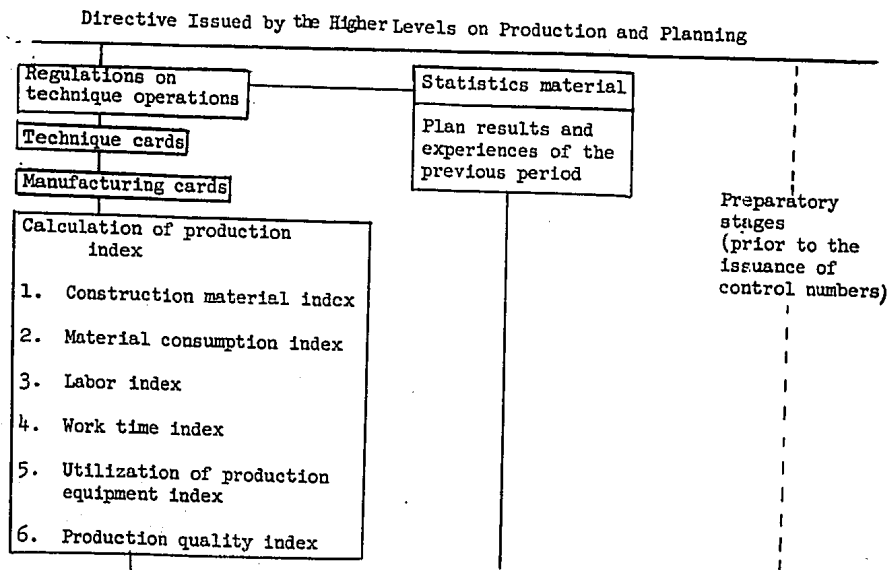 Directive Issued by the Higher Levels on Production and Planning
Regulations on
technique operations
Technique cards
Manufacturing cards
Calculation of production
index
1. Construction material index
2. Material consumption index
3. Labor index
4. Work time index
5. Utilization of production
equipment index
6. Production quality index
Statistics material
Plan results and
experiences of the
previous period
Preparatory
stages
(prior to the
issuance of
control numbers)